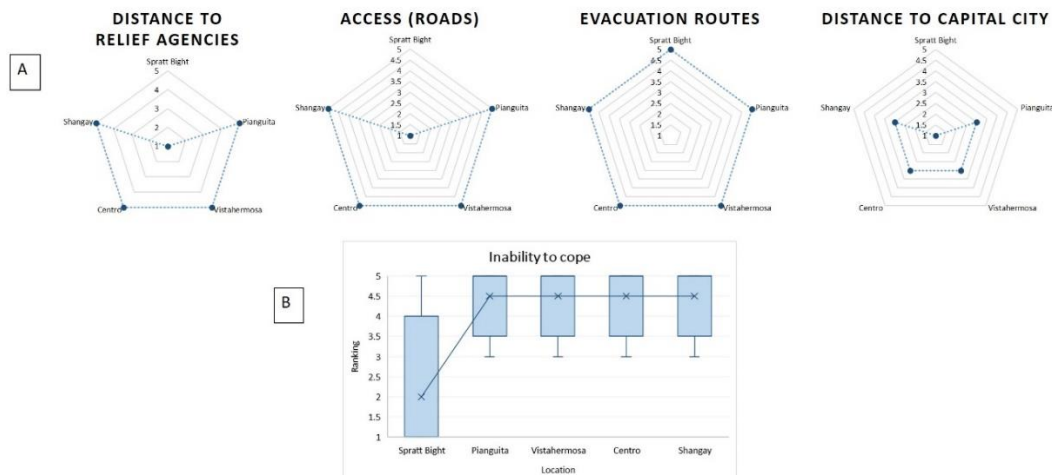 DISTANCE TO
RELIEF AGENCIES
ACCESS (ROADS)
EVACUATION ROUTES
DISTANCE TO CAPITAL CITY
A
Spratt Bight
5
4
3
2
1
Shangay
Pianguita
Centro
Vistahermosa
Spratt Bight
5
4.5
4
3.5
3
2.5
2
1.5
1
Shangay
Pianguita
Centro
Vistahermosa
Spratt Bight
5
4.5
4
3.5
3
2.5
2
1.5
1
Shangay
Pianguita
Centro
Vistahermosa
Spratt Bight
5
4.5
4
3.5
3
2.5
2
1.5
1
Shangay
Pianguita
Centro
Vistahermosa
B
Inability to cope
Ranking
5
4.5
4
3.5
3
2.5
2
1.5
1
Spratt Bight Pianguita Vistahermosa Centro Shangay
Location